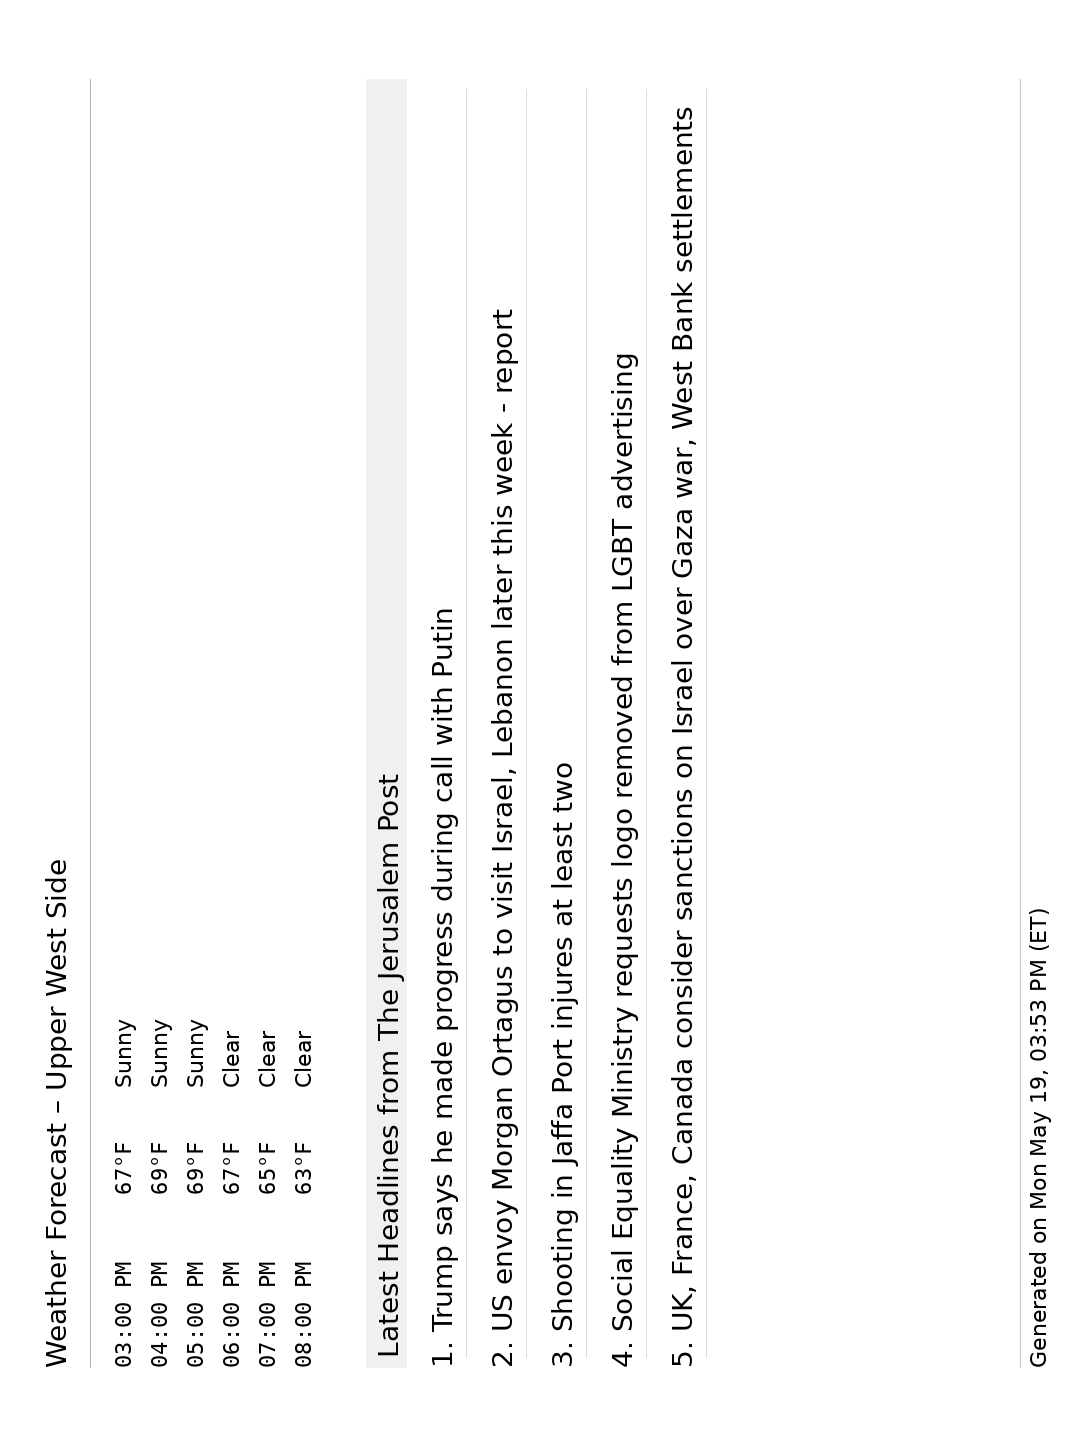 Weather Forecast – Upper West Side
03:00 PM 67°F Sunny
04:00 PM 69°F Sunny
05:00 PM 69°F Sunny
06:00 PM 67°F Clear
07:00 PM 65°F Clear
08:00 PM 63°F Clear
Latest Headlines from The Jerusalem Post
1. Trump says he made progress during call with Putin
2. US envoy Morgan Ortagus to visit Israel, Lebanon later this week - report
3. Shooting in Jaffa Port injures at least two
4. Social Equality Ministry requests logo removed from LGBT advertising
5. UK, France, Canada consider sanctions on Israel over Gaza war, West Bank settlements
Generated on Mon May 19, 03:53 PM (ET)